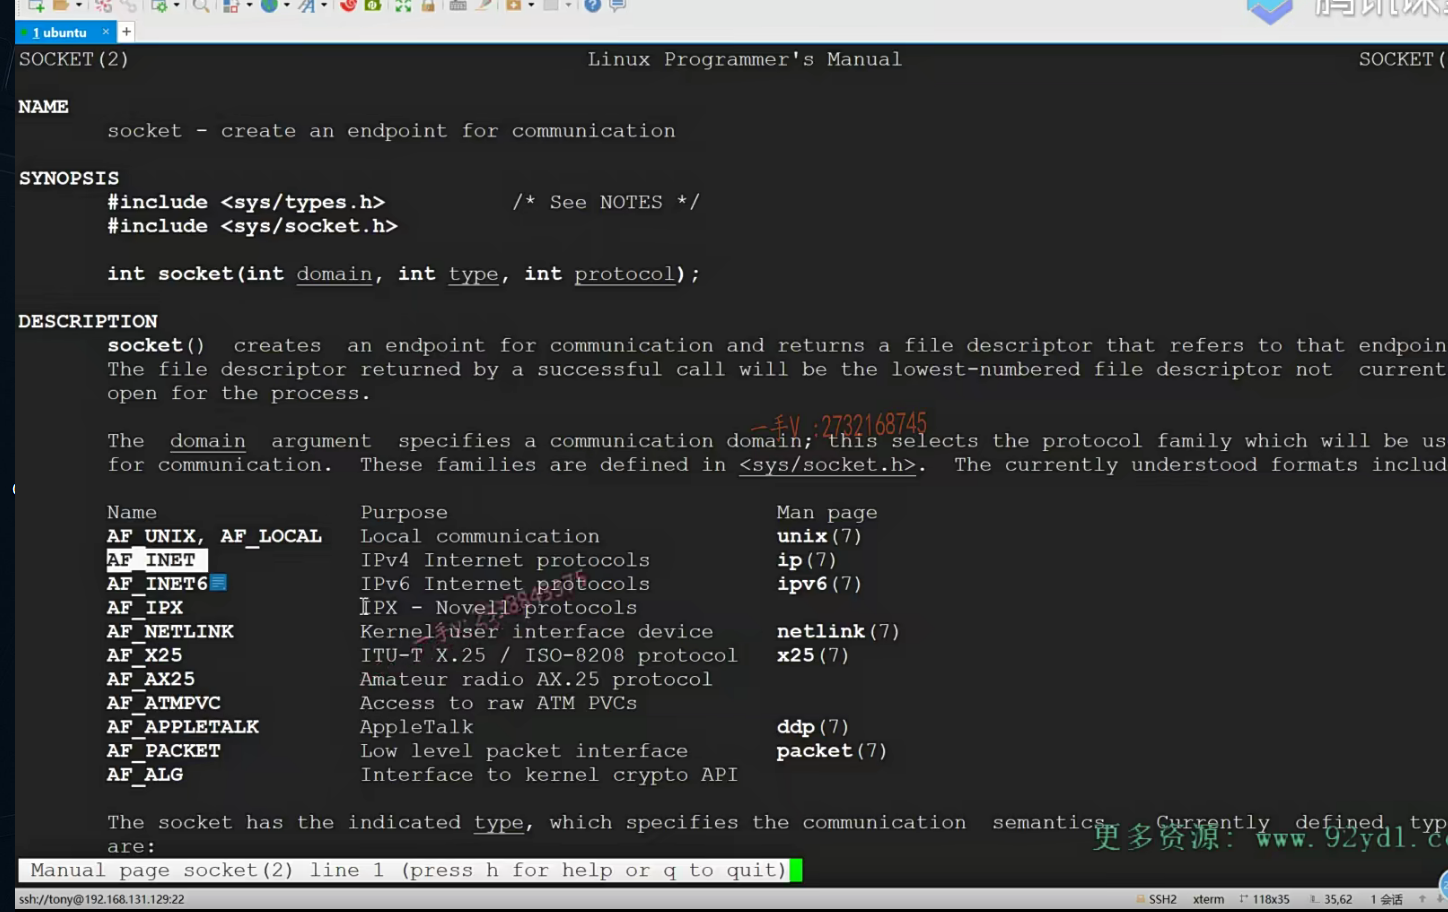 1 ubuntu × +
SOCKET(2) Linux Programmer's Manual SOCKET(
NAME
socket - create an endpoint for communication
SYNOPSIS
#include <sys/types.h> /* See NOTES */
#include <sys/socket.h>
int socket(int domain, int type, int protocol);
DESCRIPTION
socket() creates an endpoint for communication and returns a file descriptor that refers to that endpoin
The file descriptor returned by a successful call will be the lowest-numbered file descriptor not current
open for the process.
一手V :2732168745
The domain argument specifies a communication domain; this selects the protocol family which will be us
for communication. These families are defined in <sys/socket.h>. The currently understood formats includ
Name Purpose Man page
AF_UNIX, AF_LOCAL Local communication unix(7)
AF_INET IPv4 Internet protocols ip(7)
AF_INET6 IPv6 Internet protocols ipv6(7)
AF_IPX IPX - Novell protocols
AF_NETLINK Kernel user interface device netlink(7)
AF_X25 ITU-T X.25 / ISO-8208 protocol x25(7)
AF_AX25 Amateur radio AX.25 protocol
AF_ATMPVC Access to raw ATM PVCs
AF_APPLETALK AppleTalk ddp(7)
AF_PACKET Low level packet interface packet(7)
AF_ALG Interface to kernel crypto API
The socket has the indicated type, which specifies the communication semantics. Currently defined typ
are:
更多资源: www.92ydl.c
Manual page socket(2) line 1 (press h for help or q to quit)
ssh://tony@192.168.131.129:22 SSH2 xterm 118x35 35,62 1 会话